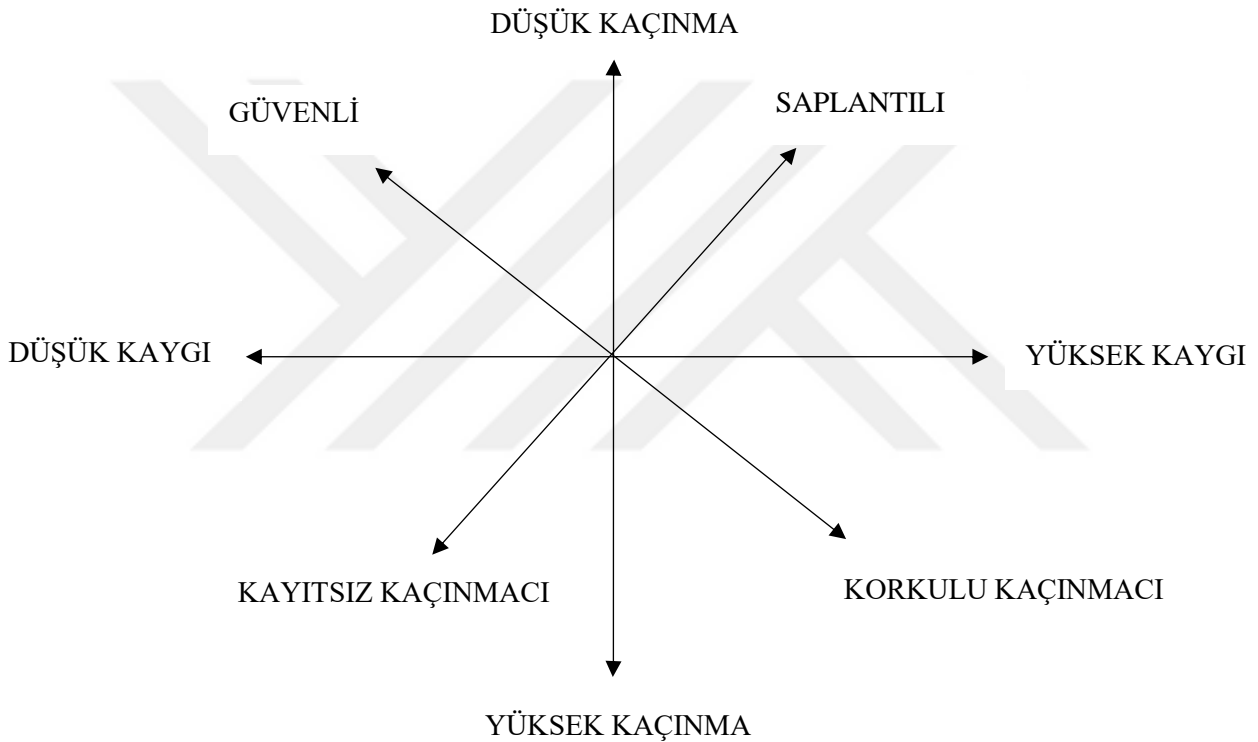 DÜŞÜK KAÇINMA
GÜVENLİ
SAPLANTILI
DÜŞÜK KAYGI
YÜKSEK KAYGI
KAYITSIZ KAÇINMACI
KORKULU KAÇINMACI
YÜKSEK KAÇINMA